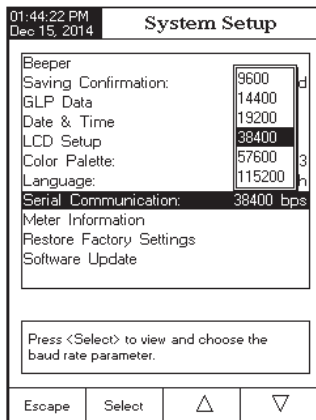 01:44:22 PM
Dec 15, 2014
System Setup
Beeper
Saving Confirmation: d
GLP Data
Date & Time
LCD Setup
Color Palette: 3
Language: h
Serial Communication: 38400 bps
Meter Information
Restore Factory Settings
Software Update
9600
14400
19200
38400
57600
115200
Press <Select> to view and choose the
baud rate parameter.
Escape Select △ ▽